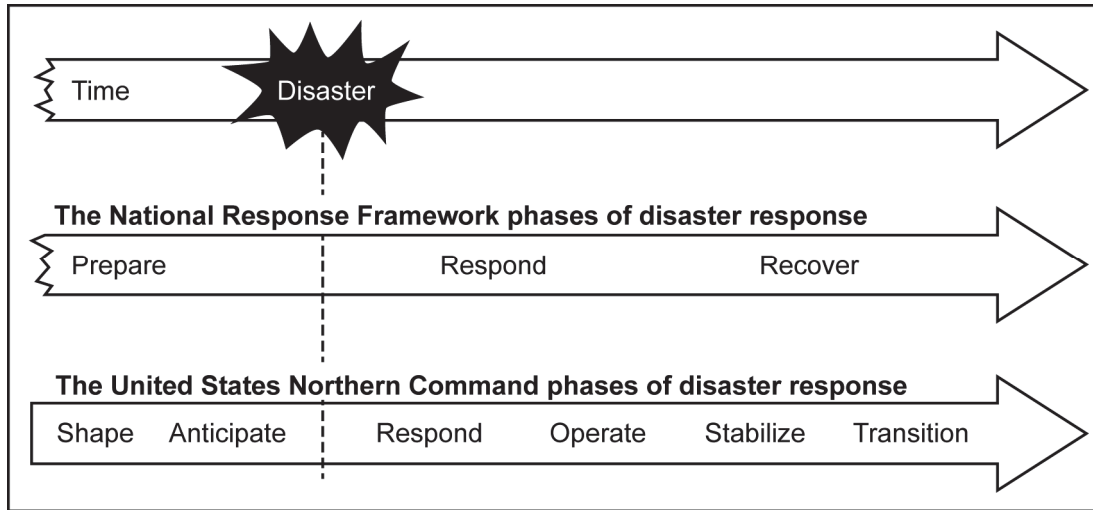 Time Disaster
The National Response Framework phases of disaster response
Prepare Respond Recover
The United States Northern Command phases of disaster response
Shape Anticipate Respond Operate Stabilize Transition